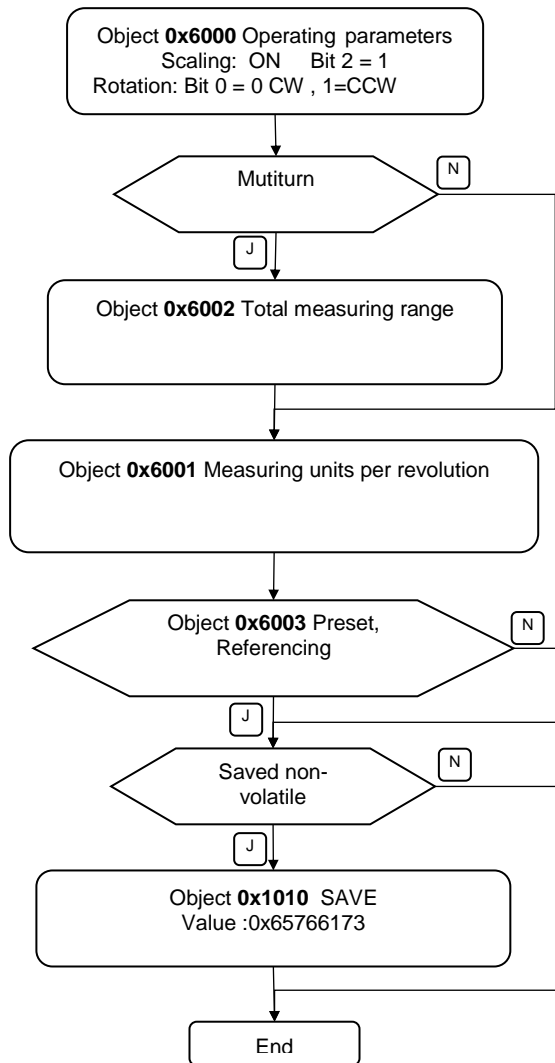 Object 0x6000 Operating parameters
Scaling: ON Bit 2 = 1
Rotation: Bit 0 = 0 CW , 1=CCW
Mutiturn
N
J
Object 0x6002 Total measuring range
Object 0x6001 Measuring units per revolution
Object 0x6003 Preset,
Referencing
N
J
Saved non-
volatile
N
J
Object 0x1010 SAVE
Value :0x65766173
End